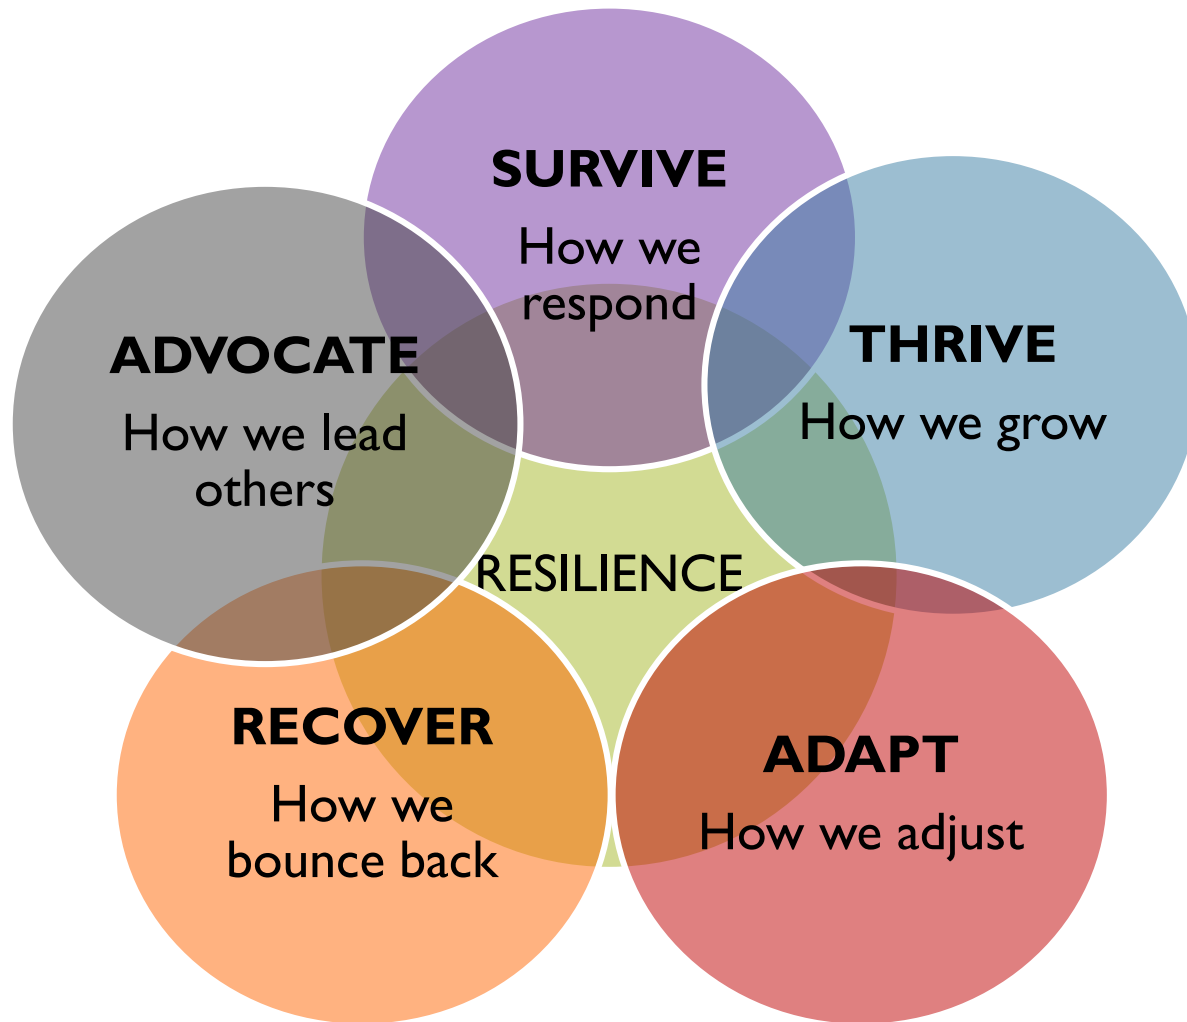 SURVIVE
How we
respond
THRIVE
How we grow
ADVOCATE
How we lead
others
RESILIENCE
RECOVER
How we
bounce back
ADAPT
How we adjust